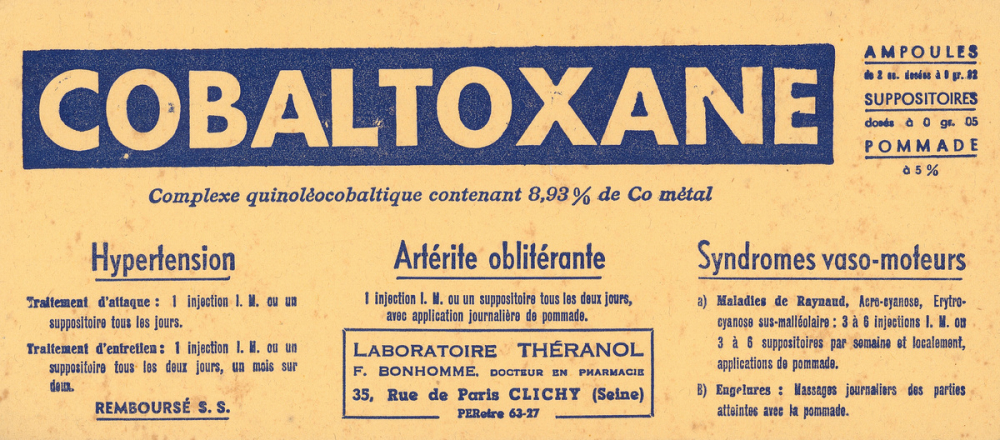 COBALTOXANE
AMPOULES
de 2 cc. dosées à 0 gr. 02
SUPPOSITOIRES
dosés à 0 gr. 05
POMMADE
à 5 %
Complexe quinoléocobaltique contenant 8,93 % de Co métal
Hypertension
Traitement d'attaque : 1 injection I. M. ou un
suppositoire tous les jours.
Traitement d'entretien : 1 injection I. M. ou un
suppositoire tous les deux jours, un mois sur
deux.
REMBOURSÉ S. S.
Artérite oblitérante
1 injection I. M. ou un suppositoire tous les deux jours,
avec application journalière de pommade.
LABORATOIRE THÉRANOL
F. BONHOMME, DOCTEUR EN PHARMACIE
35, Rue de Paris CLICHY (Seine)
PEReire 63-27
Syndromes vaso-moteurs
a) Maladies de Raynaud, Acro-cyanose, Erytro-
cyanose sus-malléolaire : 3 à 6 injections I. M. ou
3 à 6 suppositoires par semaine et localement,
applications de pommade.
B) Engelures : Massages journaliers des parties
atteintes avec la pommade.